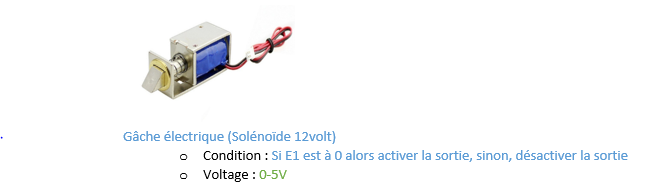 · Gâche électrique (Solénoïde 12volt)
o Condition : Si E1 est à 0 alors activer la sortie, sinon, désactiver la sortie
o Voltage : 0-5V